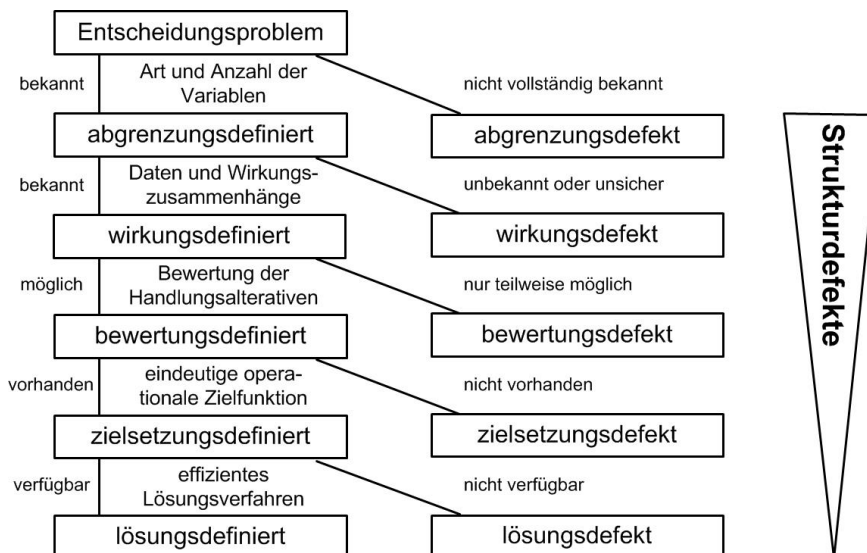 Entscheidungsproblem
bekannt
Art und Anzahl der
Variablen
nicht vollständig bekannt
abgrenzungsdefiniert
abgrenzungsdefekt
bekannt
Daten und Wirkungs-
zusammenhänge
unbekannt oder unsicher
wirkungsdefiniert
wirkungsdefekt
möglich
Bewertung der
Handlungsalterativen
nur teilweise möglich
bewertungsdefiniert
bewertungsdefekt
vorhanden
eindeutige opera-
tionale Zielfunktion
nicht vorhanden
zielsetzungsdefiniert
zielsetzungsdefekt
verfügbar
effizientes
Lösungsverfahren
nicht verfügbar
lösungsdefiniert
lösungsdefekt
Strukturdefekte